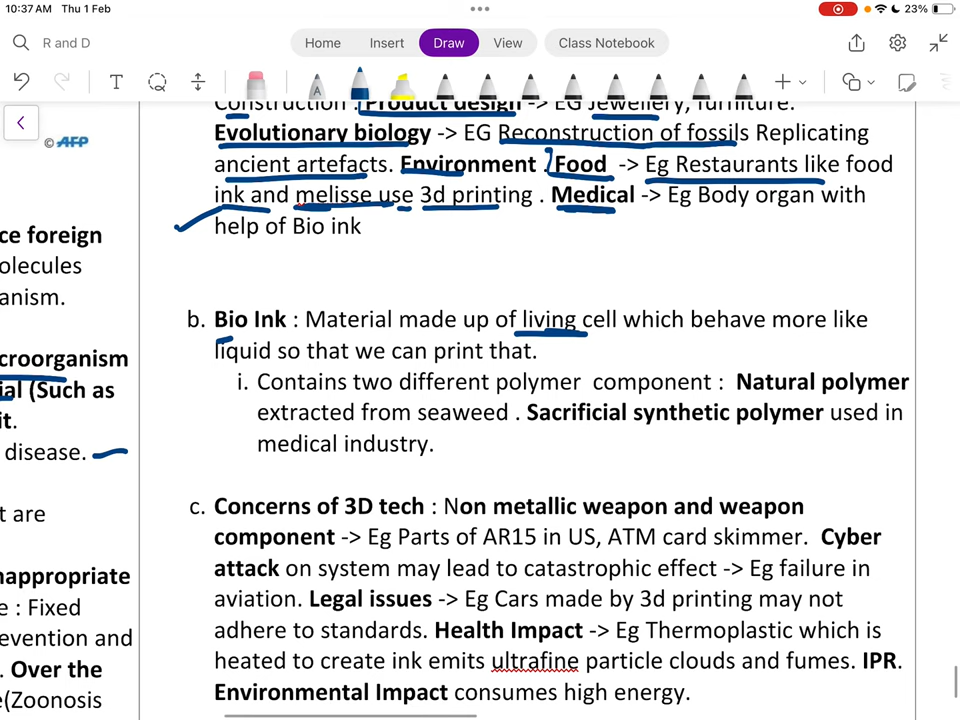 10:37AM Thu 1 Feb
23%
R and D
Home Insert Draw View Class Notebook
T
A
Construction . Product design -> EG Jewellery, furniture.
Evolutionary biology -> EG Reconstruction of fossils Replicating
© AFP
ancient artefacts. Environment . Food -> Eg Restaurants like food
ink and melisse use 3d printing . Medical -> Eg Body organ with
help of Bio ink
ce foreign
olecules
anism.
b. Bio Ink : Material made up of living cell which behave more like
liquid so that we can print that.
croorganism
ial (Such as
it.
disease.
i. Contains two different polymer component : Natural polymer
extracted from seaweed . Sacrificial synthetic polymer used in
medical industry.
t are
c. Concerns of 3D tech : Non metallic weapon and weapon
component -> Eg Parts of AR15 in US, ATM card skimmer. Cyber
attack on system may lead to catastrophic effect -> Eg failure in
aviation. Legal issues -> Eg Cars made by 3d printing may not
adhere to standards. Health Impact -> Eg Thermoplastic which is
heated to create ink emits ultrafine particle clouds and fumes. IPR.
Environmental Impact consumes high energy.
nappropriate
e : Fixed
evention and
. Over the
e(Zoonosis